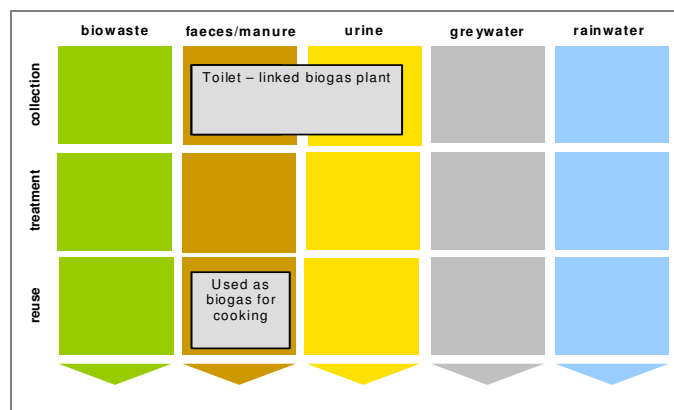 biowaste faeces/manure urine greywater rainwater
collection
Toilet – linked biogas plant
treatment
reuse
Used as
biogas for
cooking